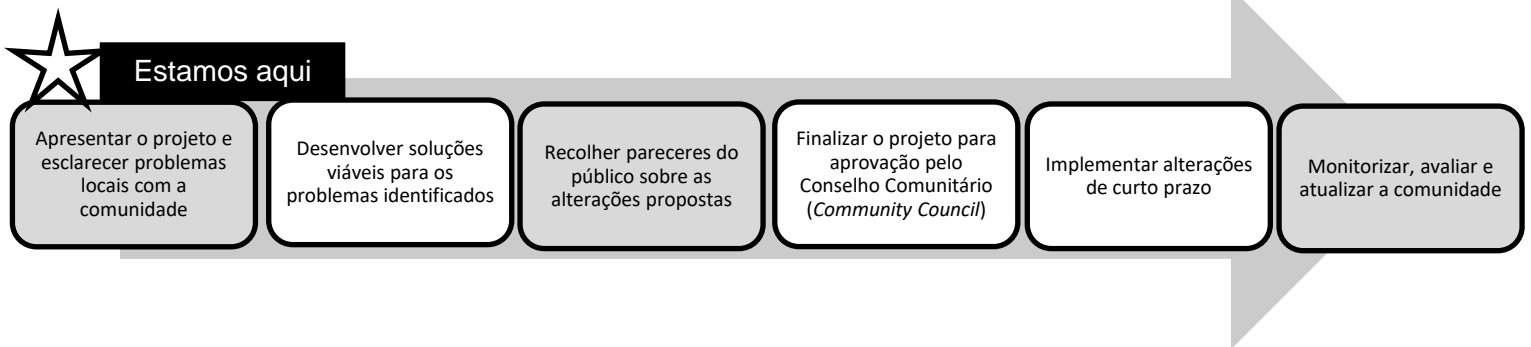 Estamos aqui
Apresentar o projeto e
esclarecer problemas
locais com a
comunidade
Desenvolver soluções
viáveis para os
problemas identificados
Recolher pareceres do
público sobre as
alterações propostas
Finalizar o projeto para
aprovação pelo
Conselho Comunitário
(Community Council)
Implementar alterações
de curto prazo
Monitorizar, avaliar e
atualizar a comunidade